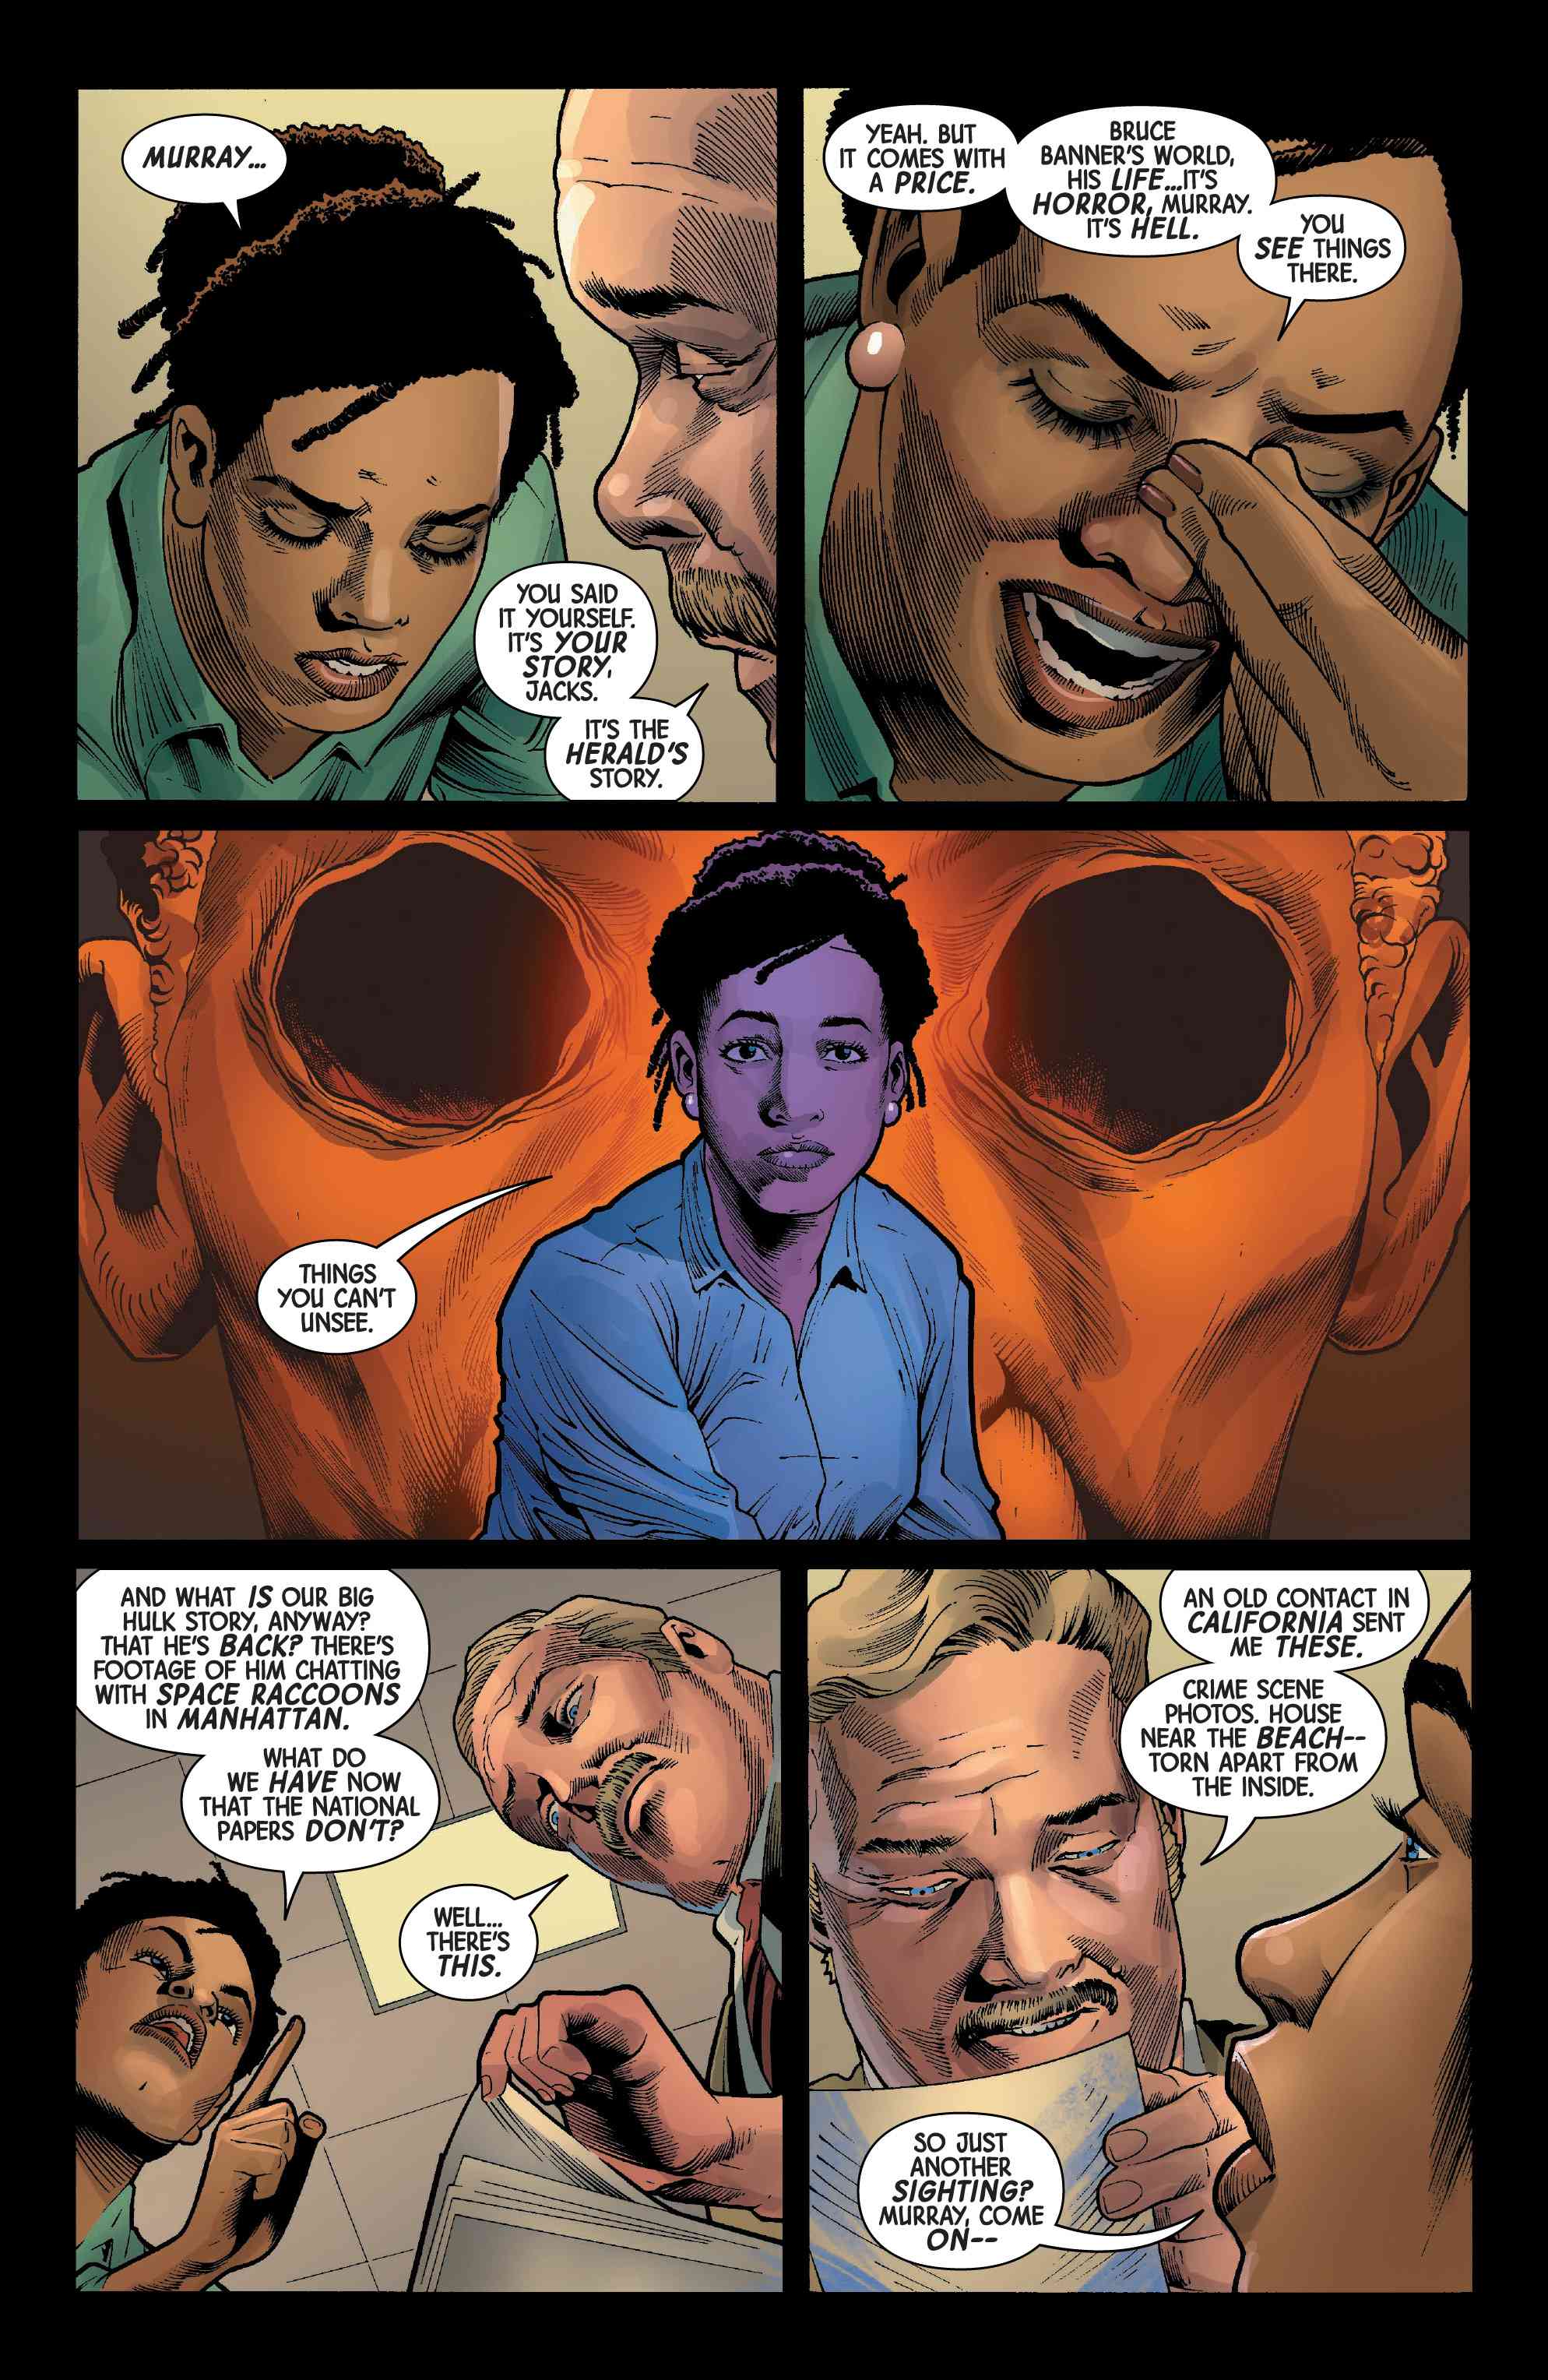 MURRAY...
YOU SAID
IT YOURSELF.
IT'S YOUR
STORY,
JACKS.
IT'S THE
HERALD'S
STORY.
YEAH. BUT
IT COMES WITH
A PRICE.
BRUCE
BANNER'S WORLD,
HIS LIFE...IT'S
HORROR, MURRAY.
IT'S HELL.
YOU
SEE THINGS
THERE.
THINGS
YOU CAN'T
UNSEE.
AND WHAT IS OUR BIG
HULK STORY, ANYWAY?
THAT HE'S BACK? THERE'S
FOOTAGE OF HIM CHATTING
WITH SPACE RACCOONS
IN MANHATTAN.
WHAT DO
WE HAVE NOW
THAT THE NATIONAL
PAPERS DON'T?
WELL...
THERE'S
THIS.
AN OLD CONTACT IN
CALIFORNIA SENT
ME THESE.
CRIME SCENE
PHOTOS. HOUSE
NEAR THE BEACH--
TORN APART FROM
THE INSIDE.
SO JUST
ANOTHER
SIGHTING?
MURRAY, COME
ON--